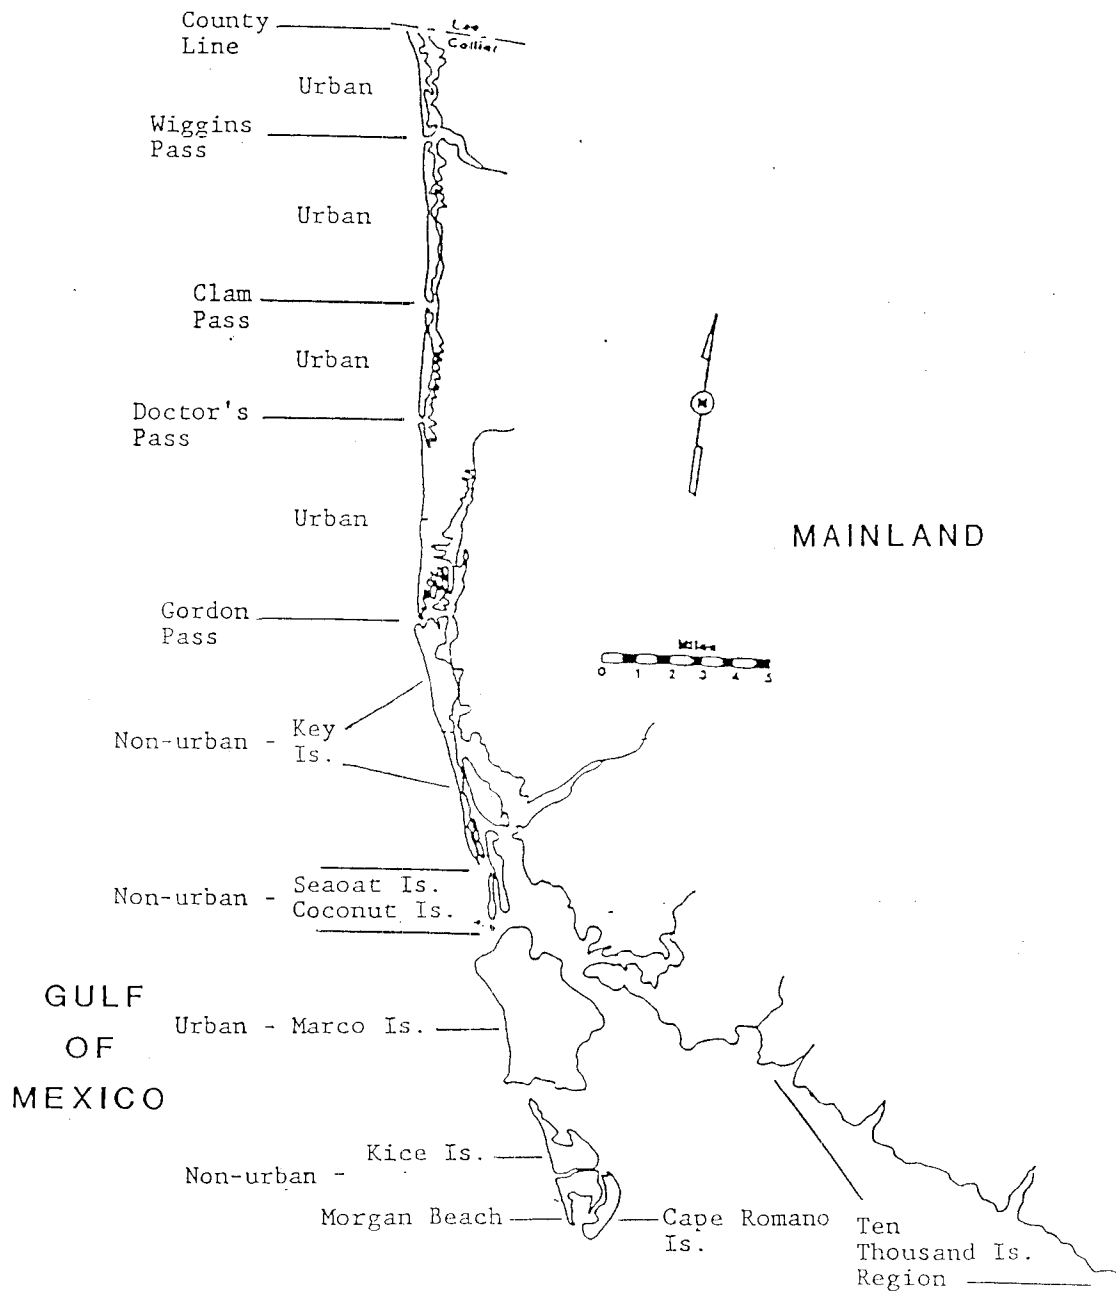 County
Line
Lee
Collier
Urban
Wiggins
Pass
Urban
Clam
Pass
Urban
Doctor's
Pass
Urban
MAINLAND
Gordon
Pass
Miles
0 1 2 3 4 5
Non-urban - Key
Is.
Non-urban - Seaoat Is.
Coconut Is.
GULF
OF
MEXICO
Urban - Marco Is.
Kice Is.
Non-urban -
Morgan Beach
Cape Romano
Is.
Ten
Thousand Is.
Region